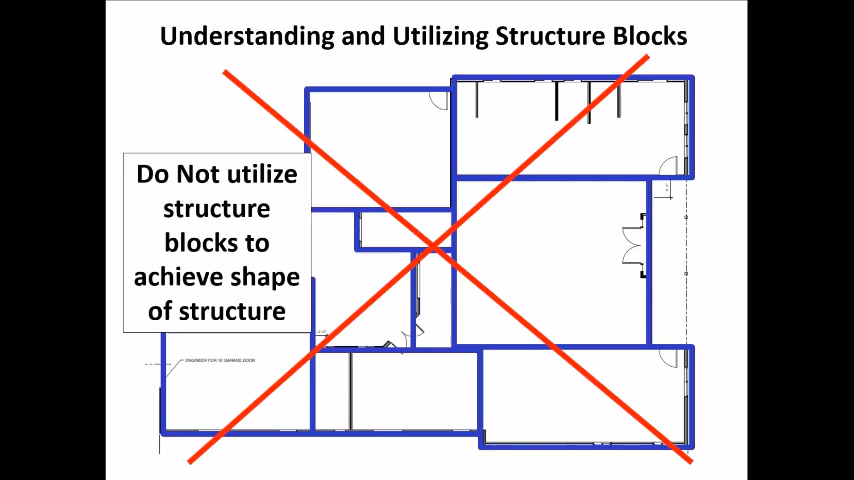 Understanding and Utilizing Structure Blocks
Do Not utilize
structure
blocks to
achieve shape
of structure
ENGINEER FOR 16' GARAGE DOOR